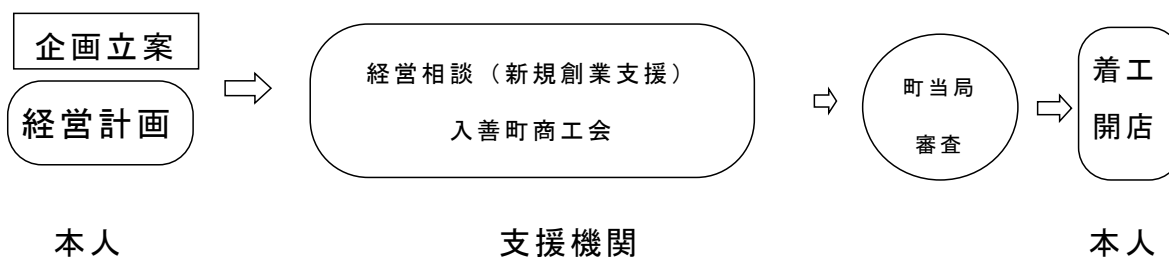 企画立案
経営計画
経営相談（新規創業支援）
入善町商工会
町当局
審査
着工
開店
本人
支援機関
本人